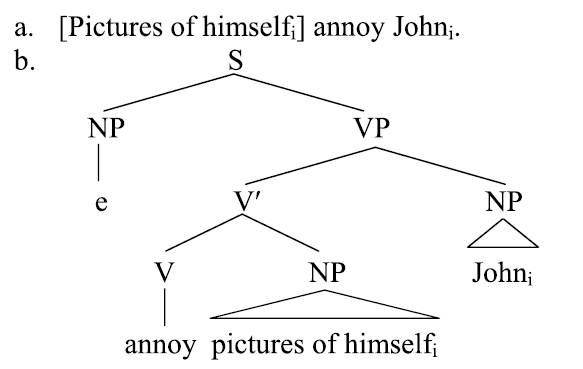 a. [Pictures of himselfᵢ] annoy Johnᵢ.
b.
S
NP VP
e V′ NP
V NP Johnᵢ
annoy pictures of himselfᵢ